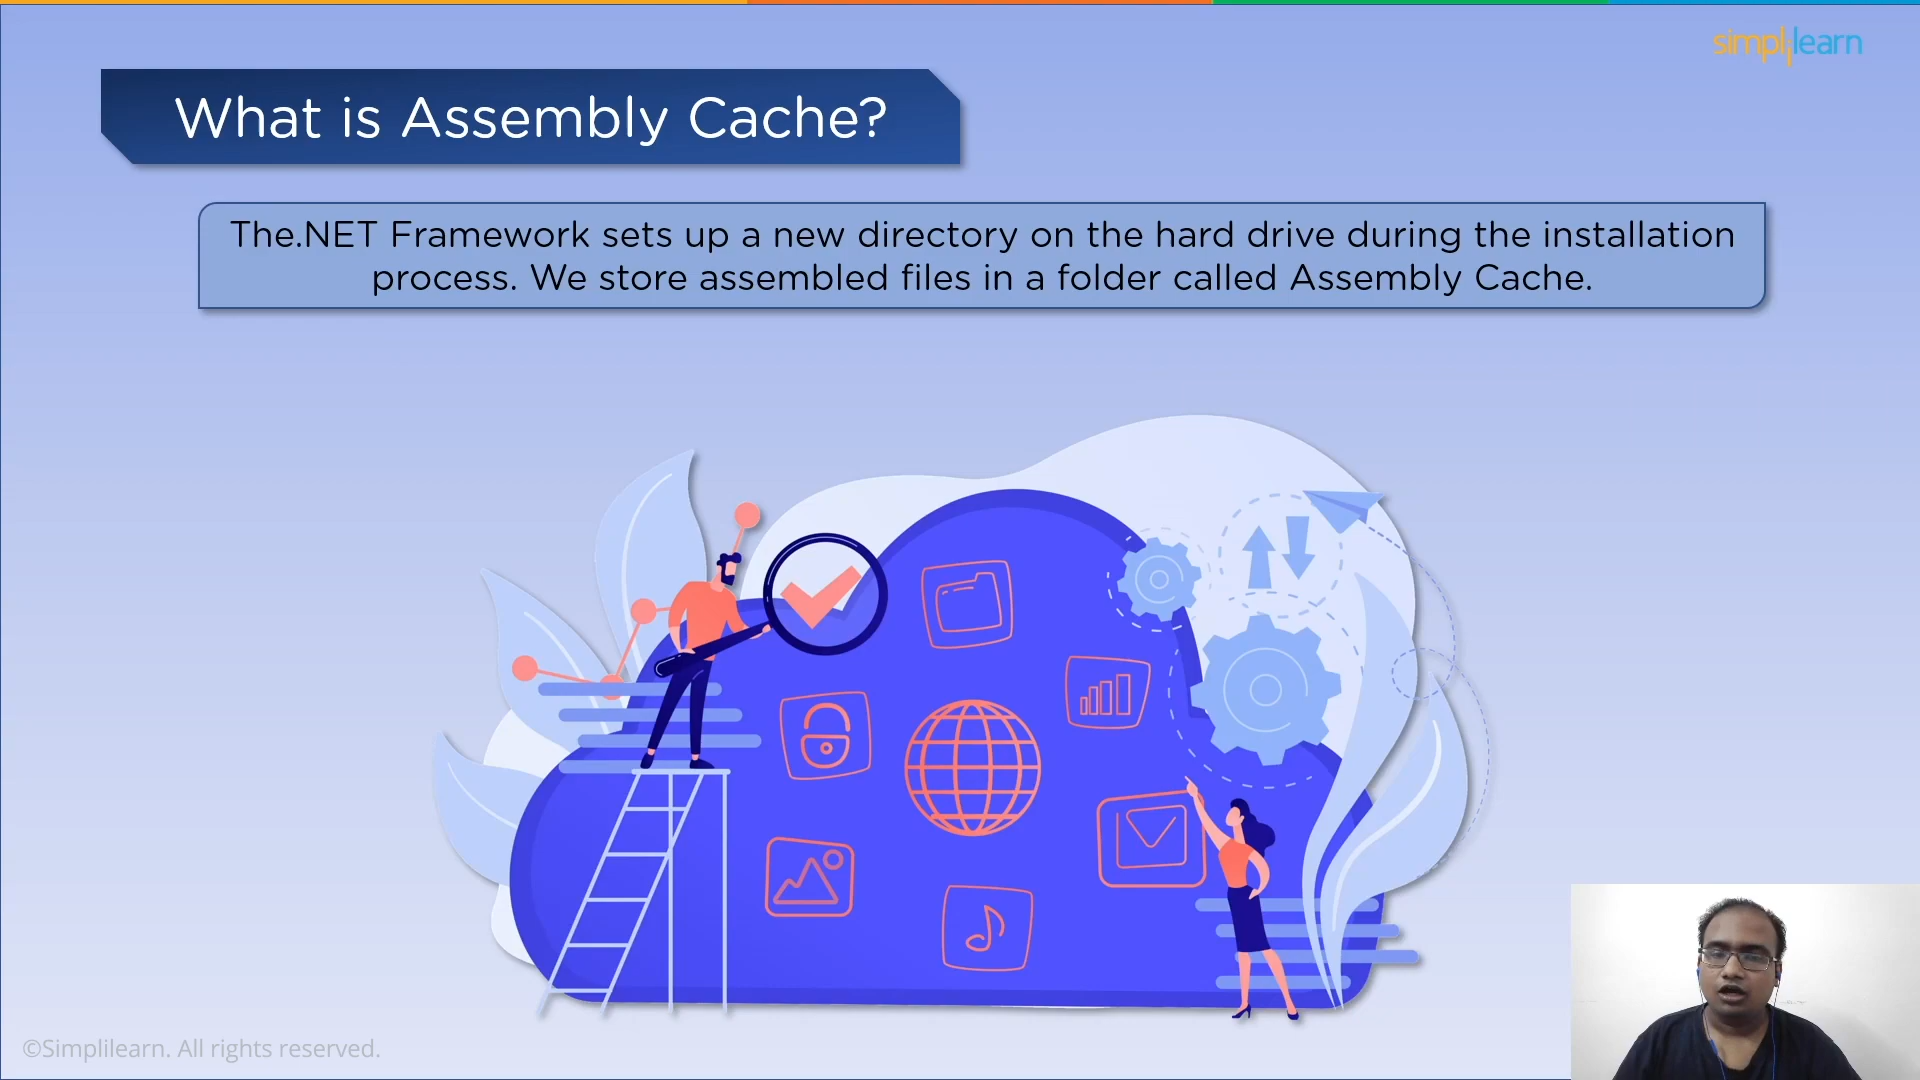 simplilearn
What is Assembly Cache?
The.NET Framework sets up a new directory on the hard drive during the installation
process. We store assembled files in a folder called Assembly Cache.
©Simplilearn. All rights reserved.